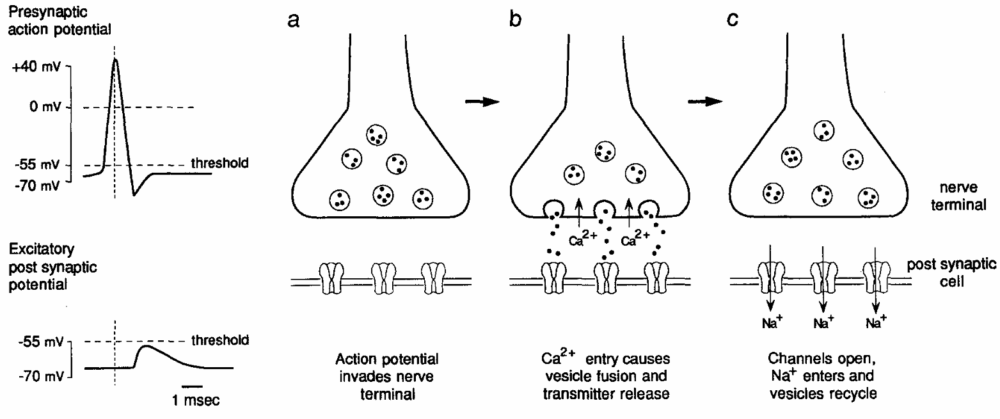 Presynaptic
action potential
+40 mV
0 mV
-55 mV
threshold
-70 mV
Excitatory
post synaptic
potential
-55 mV
threshold
-70 mV
1 msec
a
Action potential
invades nerve
terminal
b
Ca²⁺ Ca²⁺
Ca²⁺ entry causes
vesicle fusion and
transmitter release
c
nerve
terminal
post synaptic
cell
Na⁺ Na⁺ Na⁺
Channels open,
Na⁺ enters and
vesicles recycle